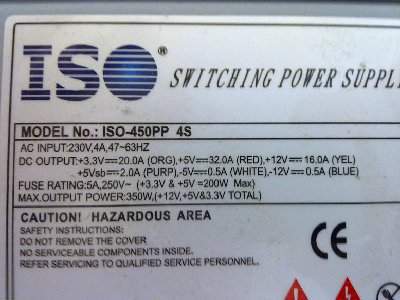 ISO®
SWITCHING POWER SUPPL
MODEL No.: ISO-450PP 4S
AC INPUT:230V,4A,47~63HZ
DC OUTPUT:+3.3V⎓20.0A (ORG),+5V⎓32.0A (RED),+12V⎓16.0A (YEL)
+5Vsb⎓2.0A (PURP),-5V⎓0.5A (WHITE),-12V⎓0.5A (BLUE)
FUSE RATING:5A,250V~ (+3.3V & +5V =200W Max)
MAX.OUTPUT POWER:350W,(+12V,+5V&3.3V TOTAL)
CAUTION! HAZARDOUS AREA
SAFETY INSTRUCTIONS:
DO NOT REMOVE THE COVER
NO SERVICEABLE COMPONENTS INSIDE.
REFER SERVICING TO QUALIFIED SERVICE PERSONNEL
CE